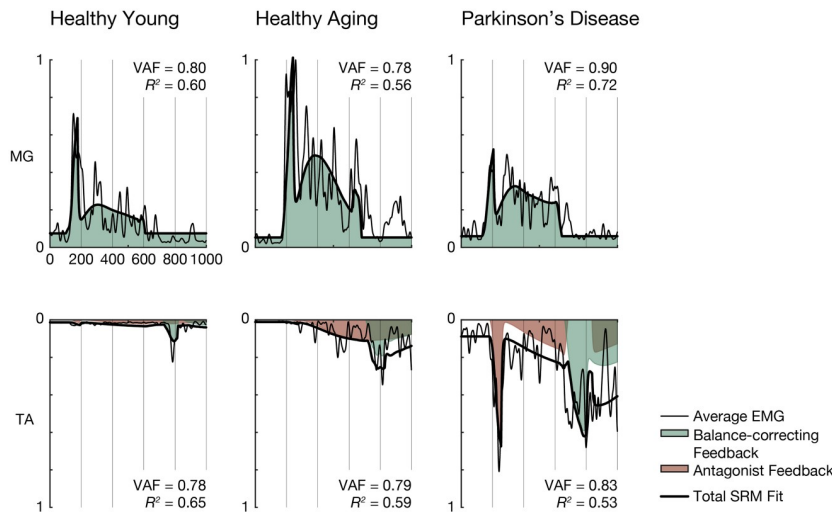 Healthy Young
Healthy Aging
Parkinson's Disease
1
VAF = 0.80
R² = 0.60
MG
0
0 200 400 600 800 1000
1
VAF = 0.78
R² = 0.56
0
1
VAF = 0.90
R² = 0.72
0
0
TA
VAF = 0.78
R² = 0.65
1
0
VAF = 0.79
R² = 0.59
1
0
VAF = 0.83
R² = 0.53
1
Average EMG
Balance-correcting
Feedback
Antagonist Feedback
Total SRM Fit